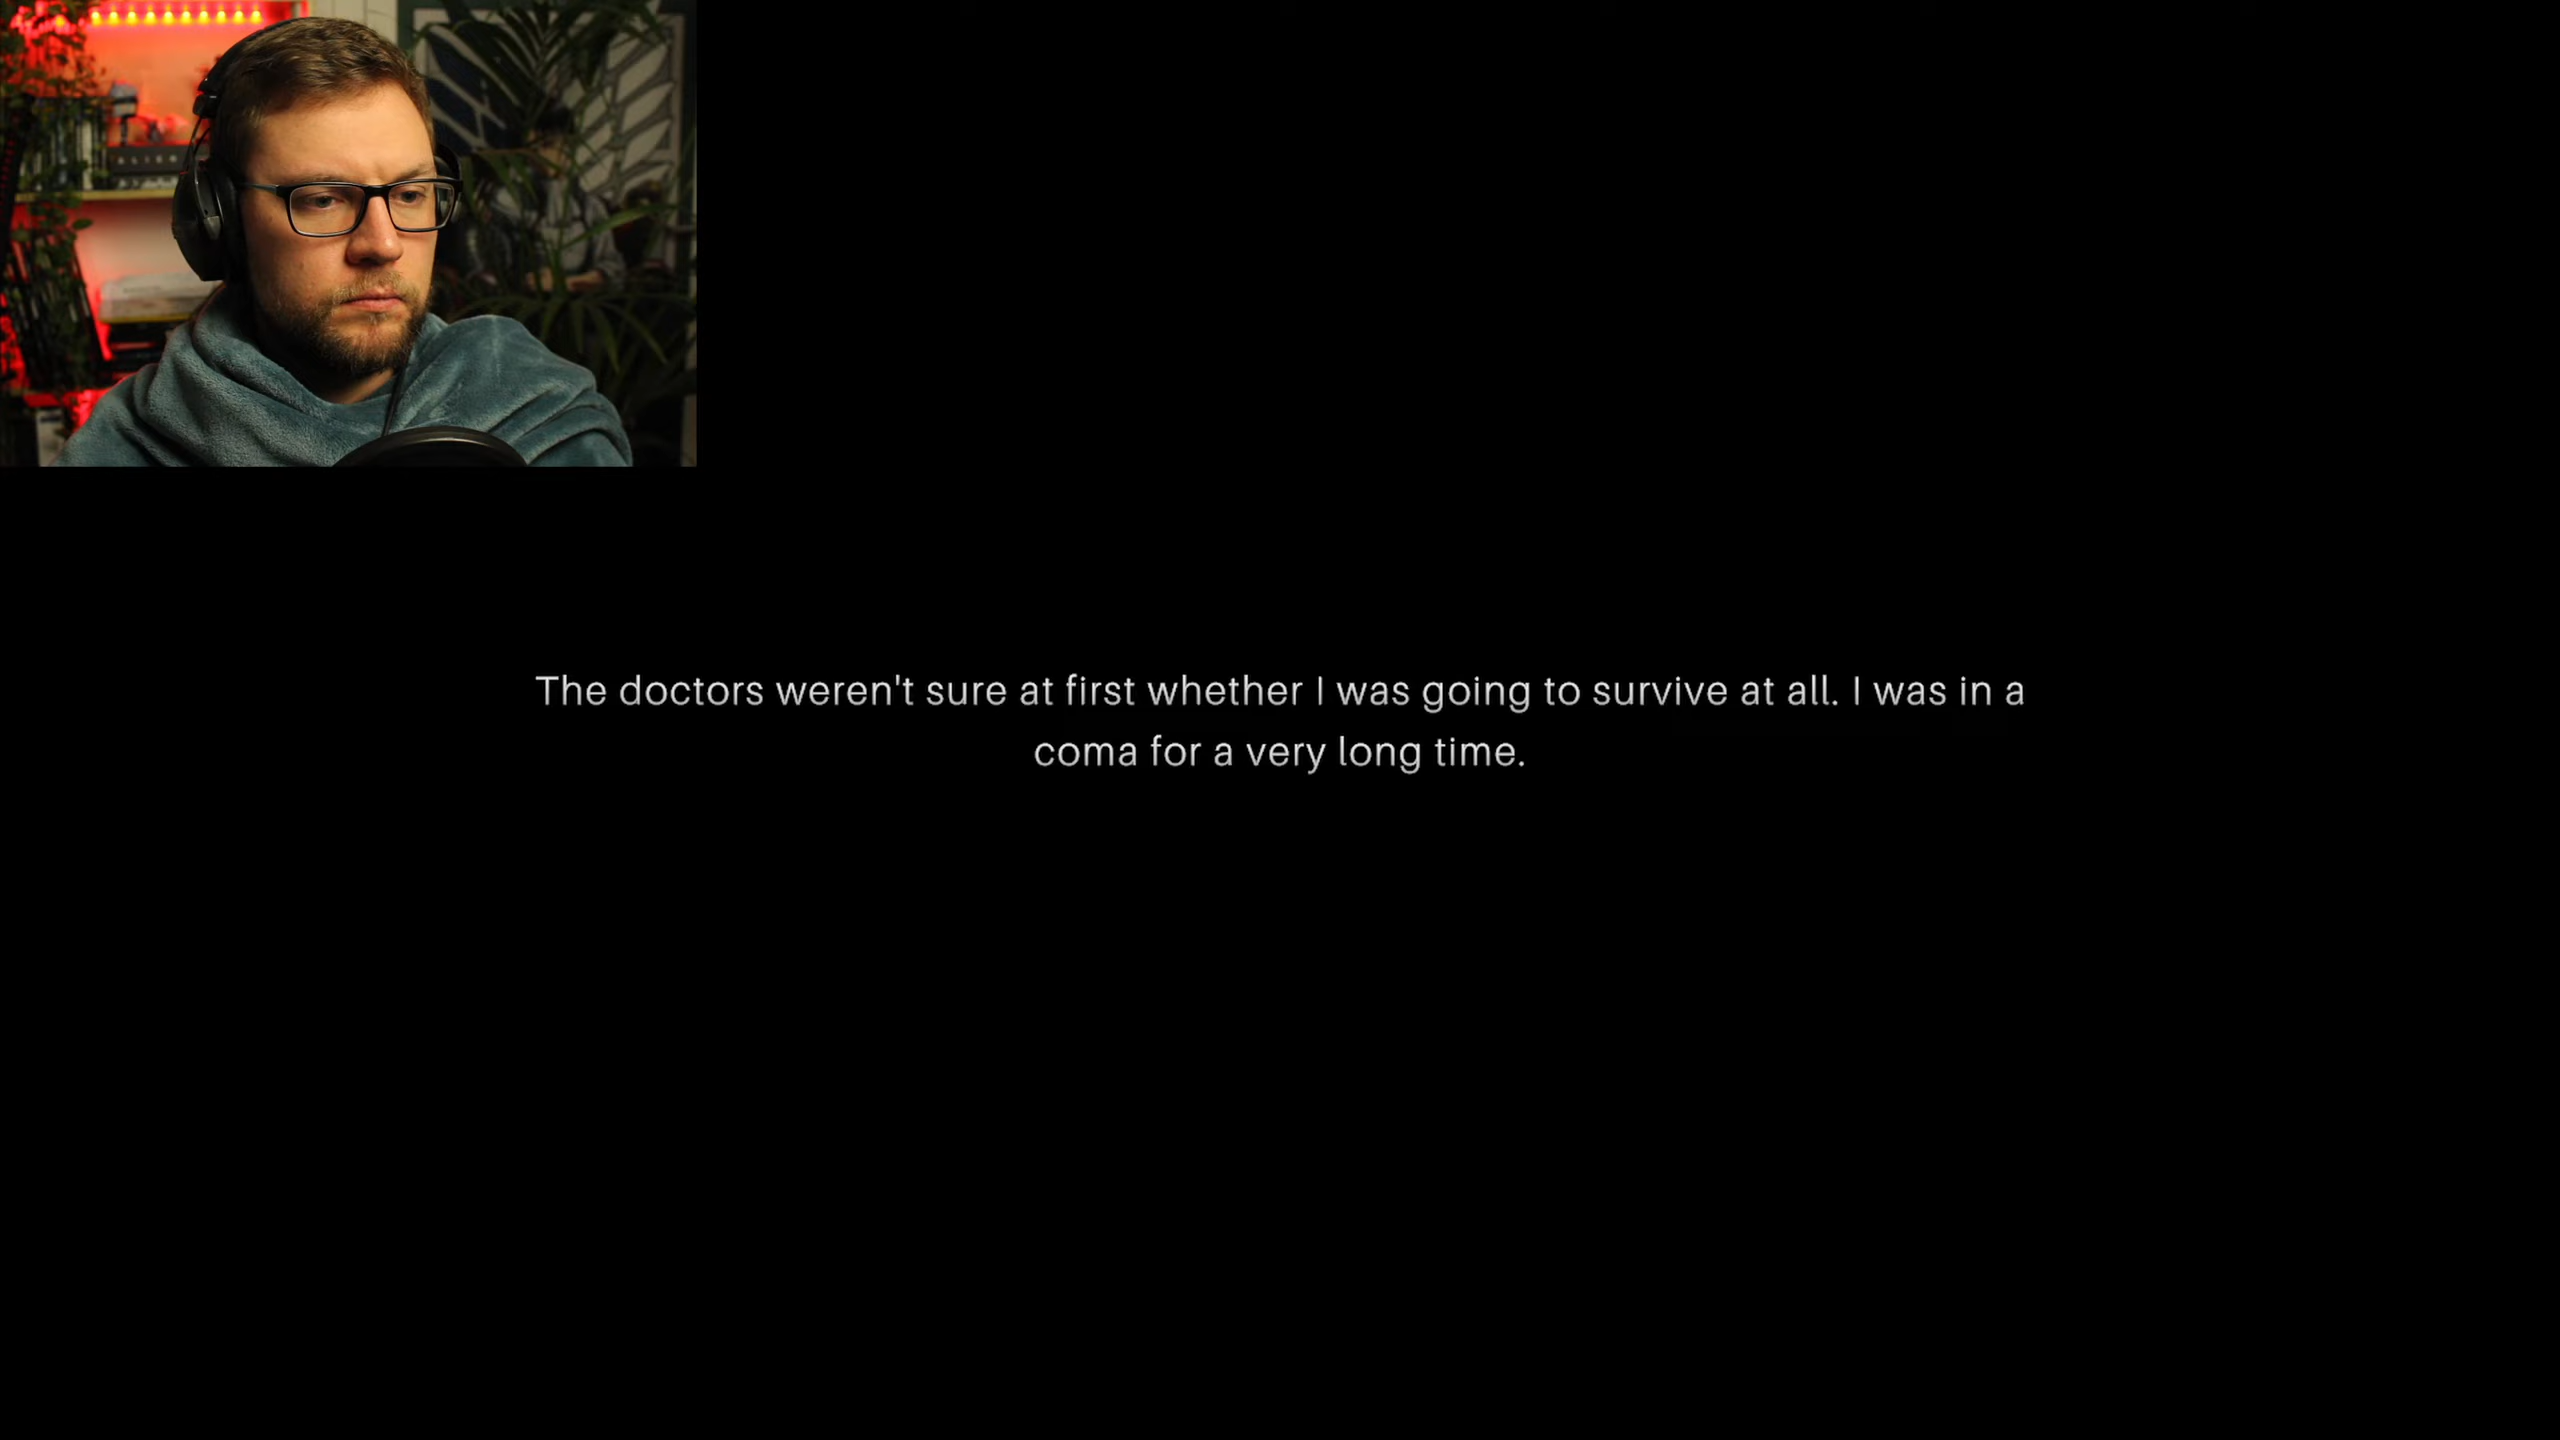 ALIEN
The doctors weren't sure at first whether I was going to survive at all. I was in a
coma for a very long time.